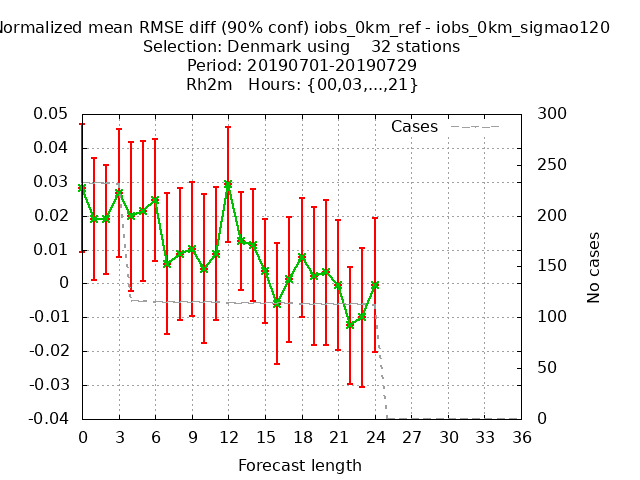 Normalized mean RMSE diff (90% conf) iobs_0km_ref - iobs_0km_sigmao120
Selection: Denmark using 32 stations
Period: 20190701-20190729
Rh2m Hours: {00,03,...,21}
0.05 300
Cases
0.04
250
0.03
0.02 200
0.01
150
0
-0.01 100
-0.02
50
-0.03
-0.04 0
No cases
0 3 6 9 12 15 18 21 24 27 30 33 36
Forecast length